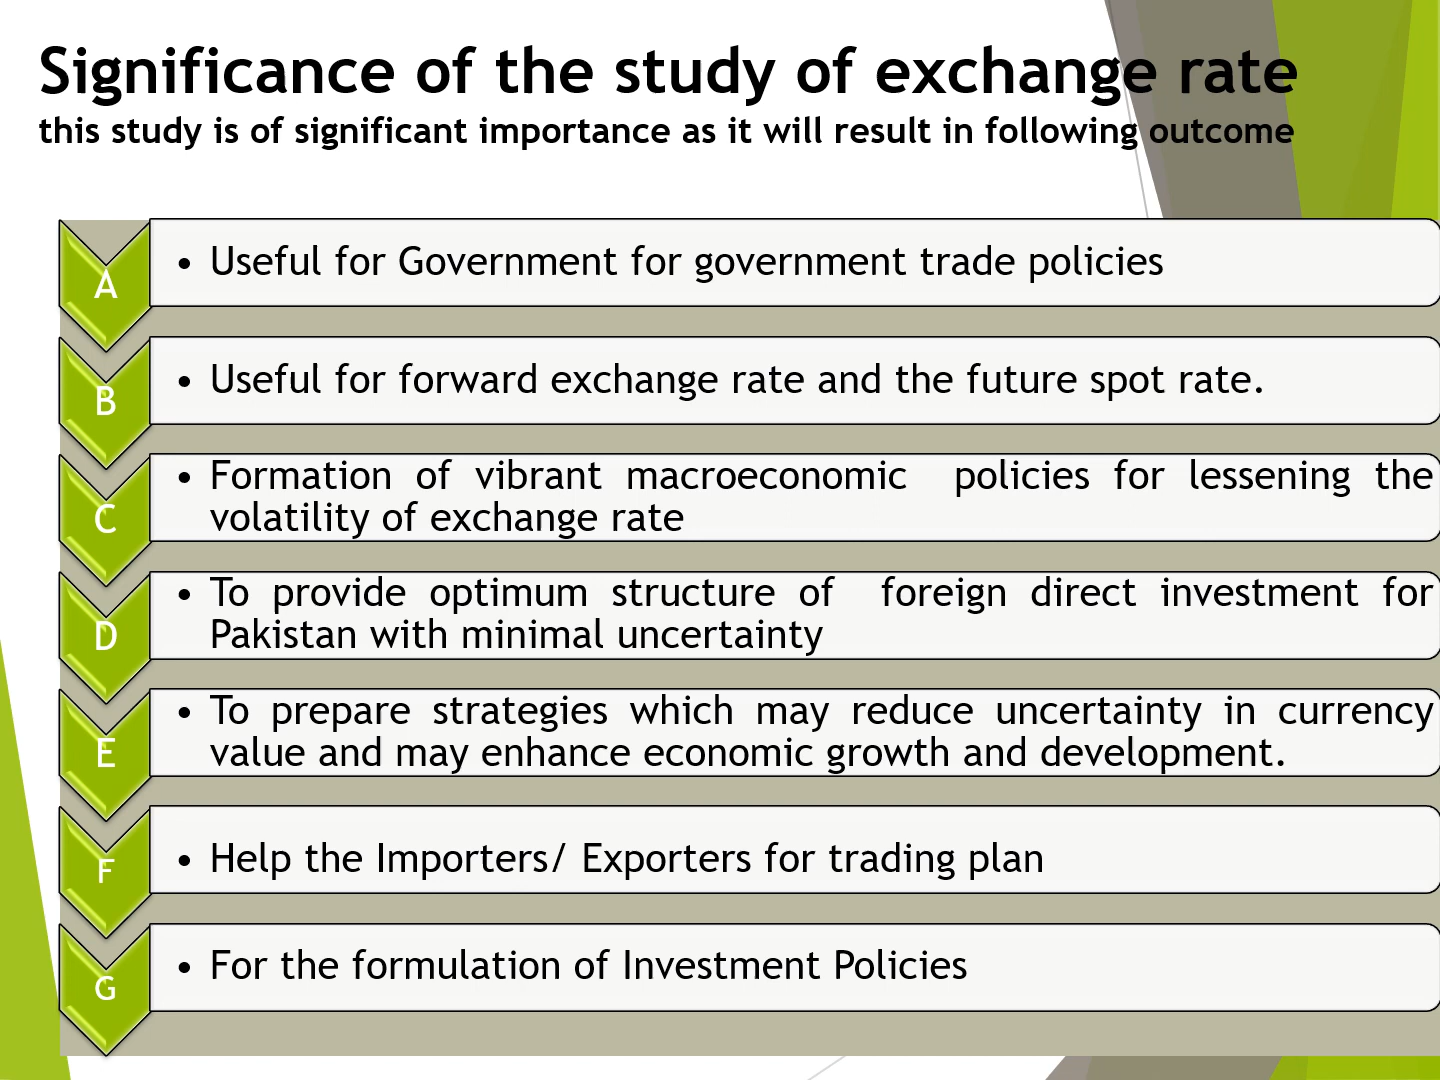 Significance of the study of exchange rate
this study is of significant importance as it will result in following outcome
A
• Useful for Government for government trade policies
B
• Useful for forward exchange rate and the future spot rate.
C
• Formation of vibrant macroeconomic policies for lessening the
volatility of exchange rate
D
• To provide optimum structure of foreign direct investment for
Pakistan with minimal uncertainty
E
• To prepare strategies which may reduce uncertainty in currency
value and may enhance economic growth and development.
F
• Help the Importers/ Exporters for trading plan
G
• For the formulation of Investment Policies